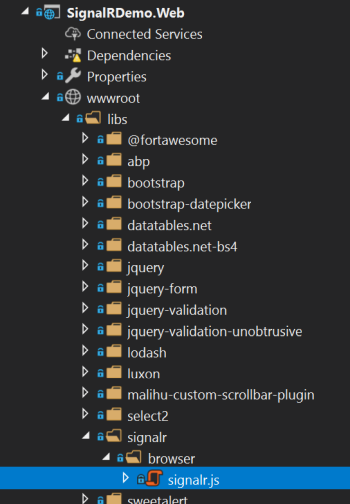 SignalRDemo.Web
Connected Services
Dependencies
Properties
wwwroot
libs
@fortawesome
abp
bootstrap
bootstrap-datepicker
datatables.net
datatables.net-bs4
jquery
jquery-form
jquery-validation
jquery-validation-unobtrusive
lodash
luxon
malihu-custom-scrollbar-plugin
select2
signalr
browser
signalr.js
sweetalert